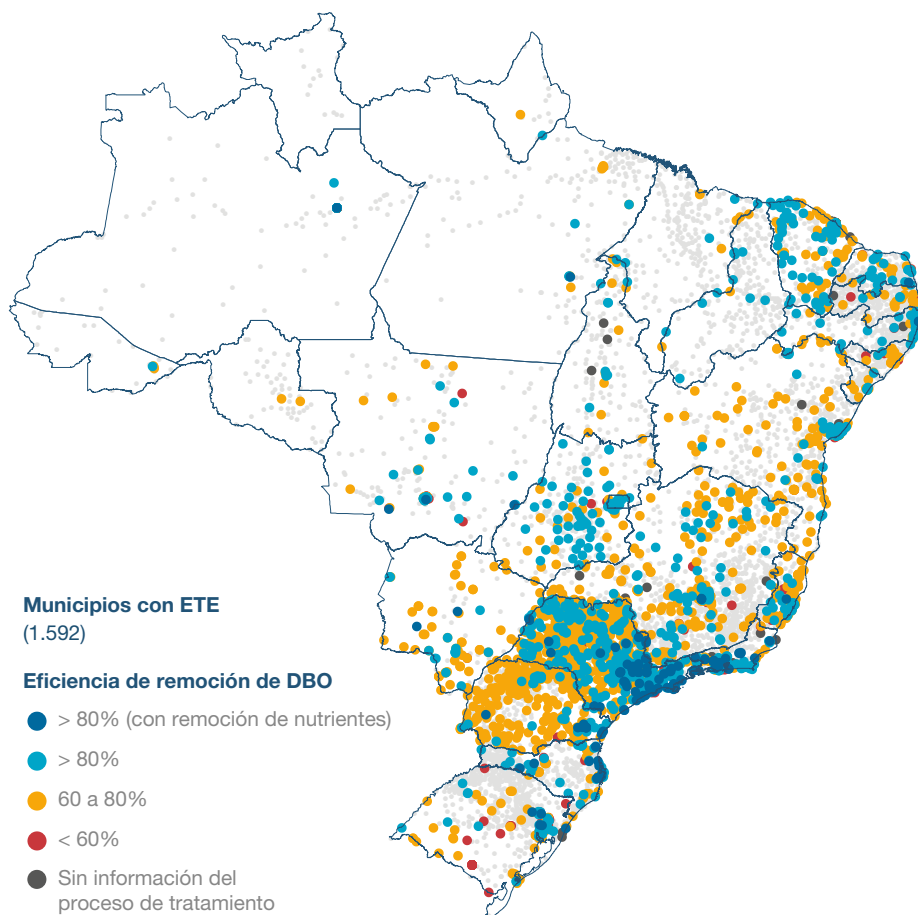 Municipios con ETE
(1.592)
Eficiencia de remoción de DBO
> 80% (con remoción de nutrientes)
> 80%
60 a 80%
< 60%
Sin información del
proceso de tratamiento